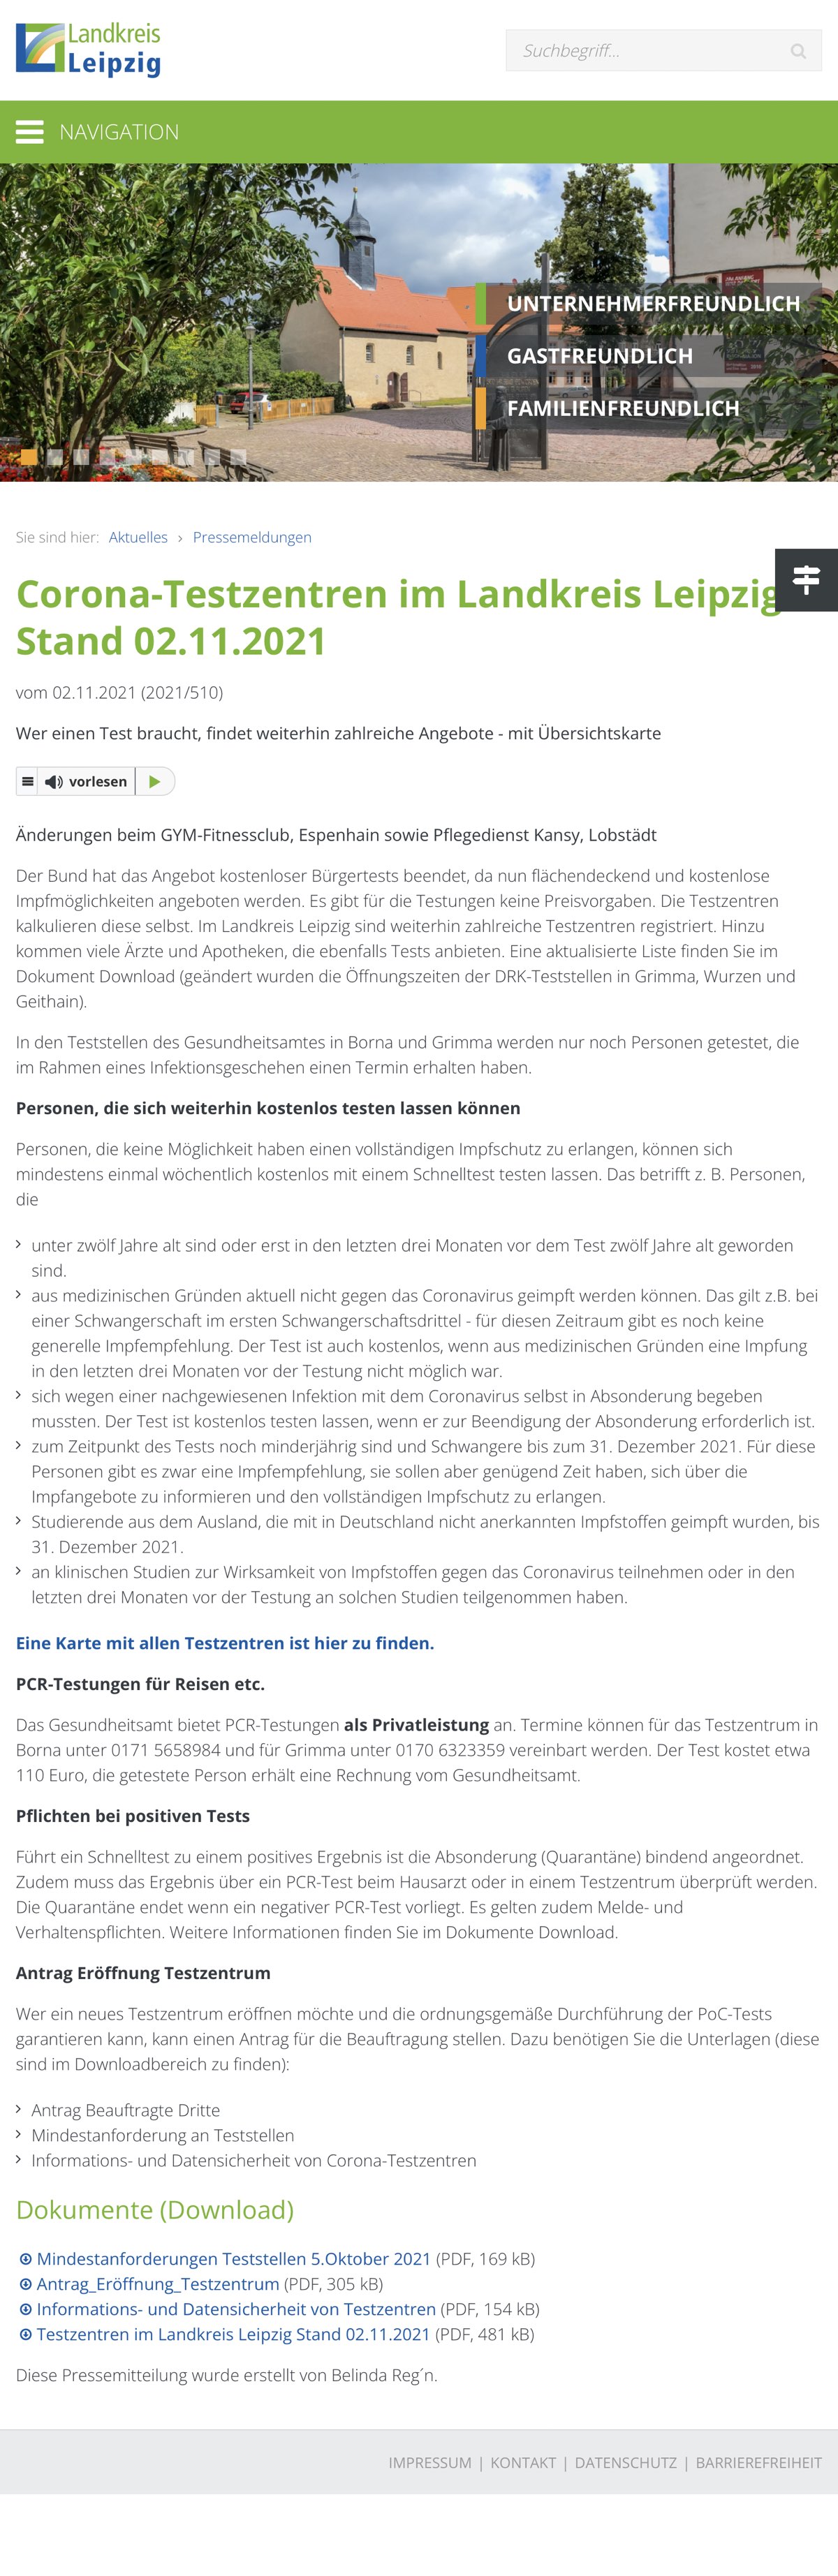 Landkreis
Leipzig
Suchbegriff...
NAVIGATION
UNTERNEHMERFREUNDLICH
GASTFREUNDLICH
FAMILIENFREUNDLICH
Sie sind hier: Aktuelles › Pressemeldungen
Corona-Testzentren im Landkreis Leipzig
Stand 02.11.2021
vom 02.11.2021 (2021/510)
Wer einen Test braucht, findet weiterhin zahlreiche Angebote - mit Übersichtskarte
vorlesen
Änderungen beim GYM-Fitnessclub, Espenhain sowie Pflegedienst Kansy, Lobstädt
Der Bund hat das Angebot kostenloser Bürgertests beendet, da nun flächendeckend und kostenlose
Impfmöglichkeiten angeboten werden. Es gibt für die Testungen keine Preisvorgaben. Die Testzentren
kalkulieren diese selbst. Im Landkreis Leipzig sind weiterhin zahlreiche Testzentren registriert. Hinzu
kommen viele Ärzte und Apotheken, die ebenfalls Tests anbieten. Eine aktualisierte Liste finden Sie im
Dokument Download (geändert wurden die Öffnungszeiten der DRK-Teststellen in Grimma, Wurzen und
Geithain).
In den Teststellen des Gesundheitsamtes in Borna und Grimma werden nur noch Personen getestet, die
im Rahmen eines Infektionsgeschehen einen Termin erhalten haben.
Personen, die sich weiterhin kostenlos testen lassen können
Personen, die keine Möglichkeit haben einen vollständigen Impfschutz zu erlangen, können sich
mindestens einmal wöchentlich kostenlos mit einem Schnelltest testen lassen. Das betrifft z. B. Personen,
die
unter zwölf Jahre alt sind oder erst in den letzten drei Monaten vor dem Test zwölf Jahre alt geworden
sind.
aus medizinischen Gründen aktuell nicht gegen das Coronavirus geimpft werden können. Das gilt z.B. bei
einer Schwangerschaft im ersten Schwangerschaftsdrittel - für diesen Zeitraum gibt es noch keine
generelle Impfempfehlung. Der Test ist auch kostenlos, wenn aus medizinischen Gründen eine Impfung
in den letzten drei Monaten vor der Testung nicht möglich war.
sich wegen einer nachgewiesenen Infektion mit dem Coronavirus selbst in Absonderung begeben
mussten. Der Test ist kostenlos testen lassen, wenn er zur Beendigung der Absonderung erforderlich ist.
zum Zeitpunkt des Tests noch minderjährig sind und Schwangere bis zum 31. Dezember 2021. Für diese
Personen gibt es zwar eine Impfempfehlung, sie sollen aber genügend Zeit haben, sich über die
Impfangebote zu informieren und den vollständigen Impfschutz zu erlangen.
Studierende aus dem Ausland, die mit in Deutschland nicht anerkannten Impfstoffen geimpft wurden, bis
31. Dezember 2021.
an klinischen Studien zur Wirksamkeit von Impfstoffen gegen das Coronavirus teilnehmen oder in den
letzten drei Monaten vor der Testung an solchen Studien teilgenommen haben.
Eine Karte mit allen Testzentren ist hier zu finden.
PCR-Testungen für Reisen etc.
Das Gesundheitsamt bietet PCR-Testungen als Privatleistung an. Termine können für das Testzentrum in
Borna unter 0171 5658984 und für Grimma unter 0170 6323359 vereinbart werden. Der Test kostet etwa
110 Euro, die getestete Person erhält eine Rechnung vom Gesundheitsamt.
Pflichten bei positiven Tests
Führt ein Schnelltest zu einem positives Ergebnis ist die Absonderung (Quarantäne) bindend angeordnet.
Zudem muss das Ergebnis über ein PCR-Test beim Hausarzt oder in einem Testzentrum überprüft werden.
Die Quarantäne endet wenn ein negativer PCR-Test vorliegt. Es gelten zudem Melde- und
Verhaltenspflichten. Weitere Informationen finden Sie im Dokumente Download.
Antrag Eröffnung Testzentrum
Wer ein neues Testzentrum eröffnen möchte und die ordnungsgemäße Durchführung der PoC-Tests
garantieren kann, kann einen Antrag für die Beauftragung stellen. Dazu benötigen Sie die Unterlagen (diese
sind im Downloadbereich zu finden):
Antrag Beauftragte Dritte
Mindestanforderung an Teststellen
Informations- und Datensicherheit von Corona-Testzentren
Dokumente (Download)
Mindestanforderungen Teststellen 5.Oktober 2021 (PDF, 169 kB)
Antrag_Eröffnung_Testzentrum (PDF, 305 kB)
Informations- und Datensicherheit von Testzentren (PDF, 154 kB)
Testzentren im Landkreis Leipzig Stand 02.11.2021 (PDF, 481 kB)
Diese Pressemitteilung wurde erstellt von Belinda Reg´n.
IMPRESSUM | KONTAKT | DATENSCHUTZ | BARRIEREFREIHEIT